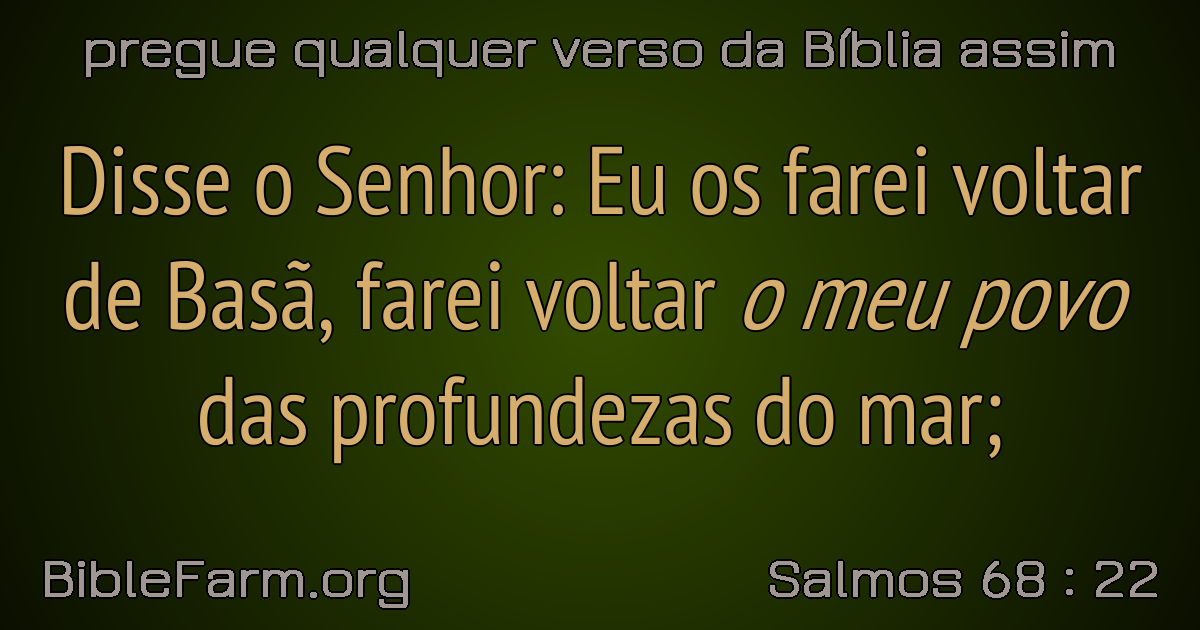 pregue qualquer verso da Bíblia assim
Disse o Senhor: Eu os farei voltar
de Basã, farei voltar o meu povo
das profundezas do mar;
BibleFarm.org
Salmos 68 : 22